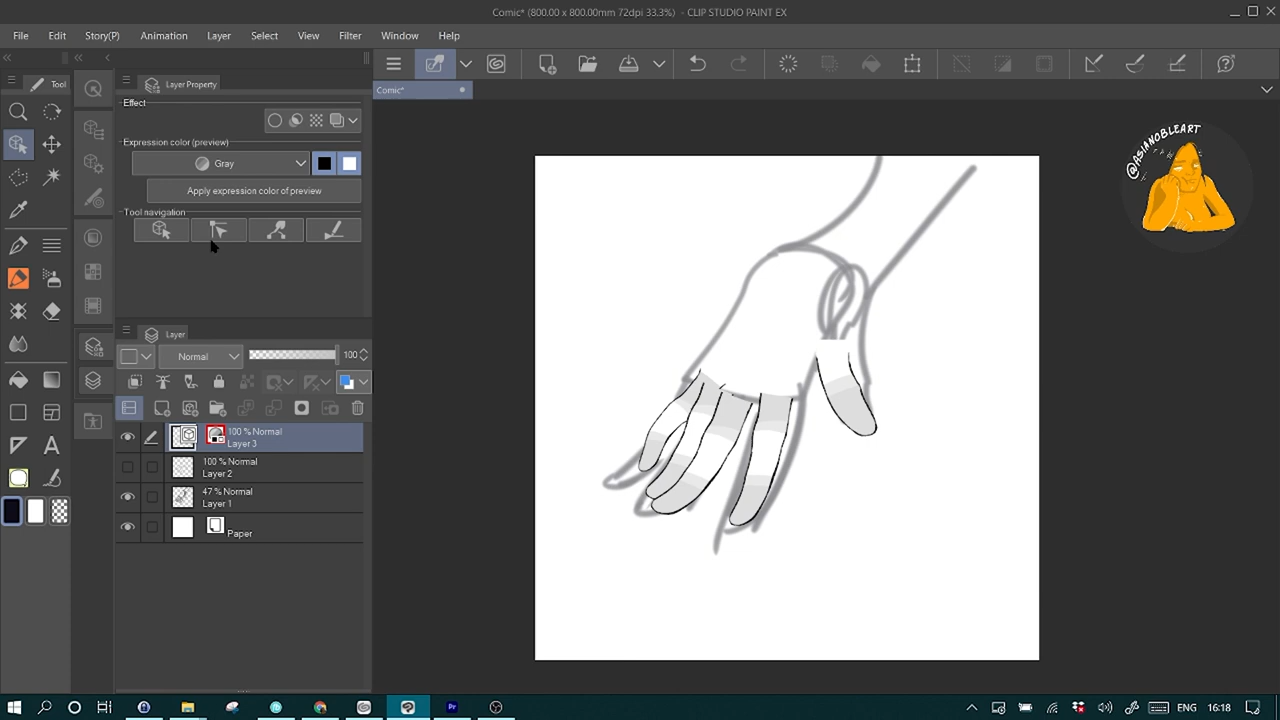 Comic* (800.00 x 800.00mm 72dpi 33.3%) - CLIP STUDIO PAINT EX
File Edit Story(P) Animation Layer Select View Filter Window Help
Tool
Layer Property
Comic*
Effect
Expression color (preview)
Gray
Apply expression color of preview
Tool navigation
@ASIANOBLEART
Layer
Normal 100
100 % Normal
Layer 3
100 % Normal
Layer 2
47 % Normal
Layer 1
Paper
A
ENG 16:18